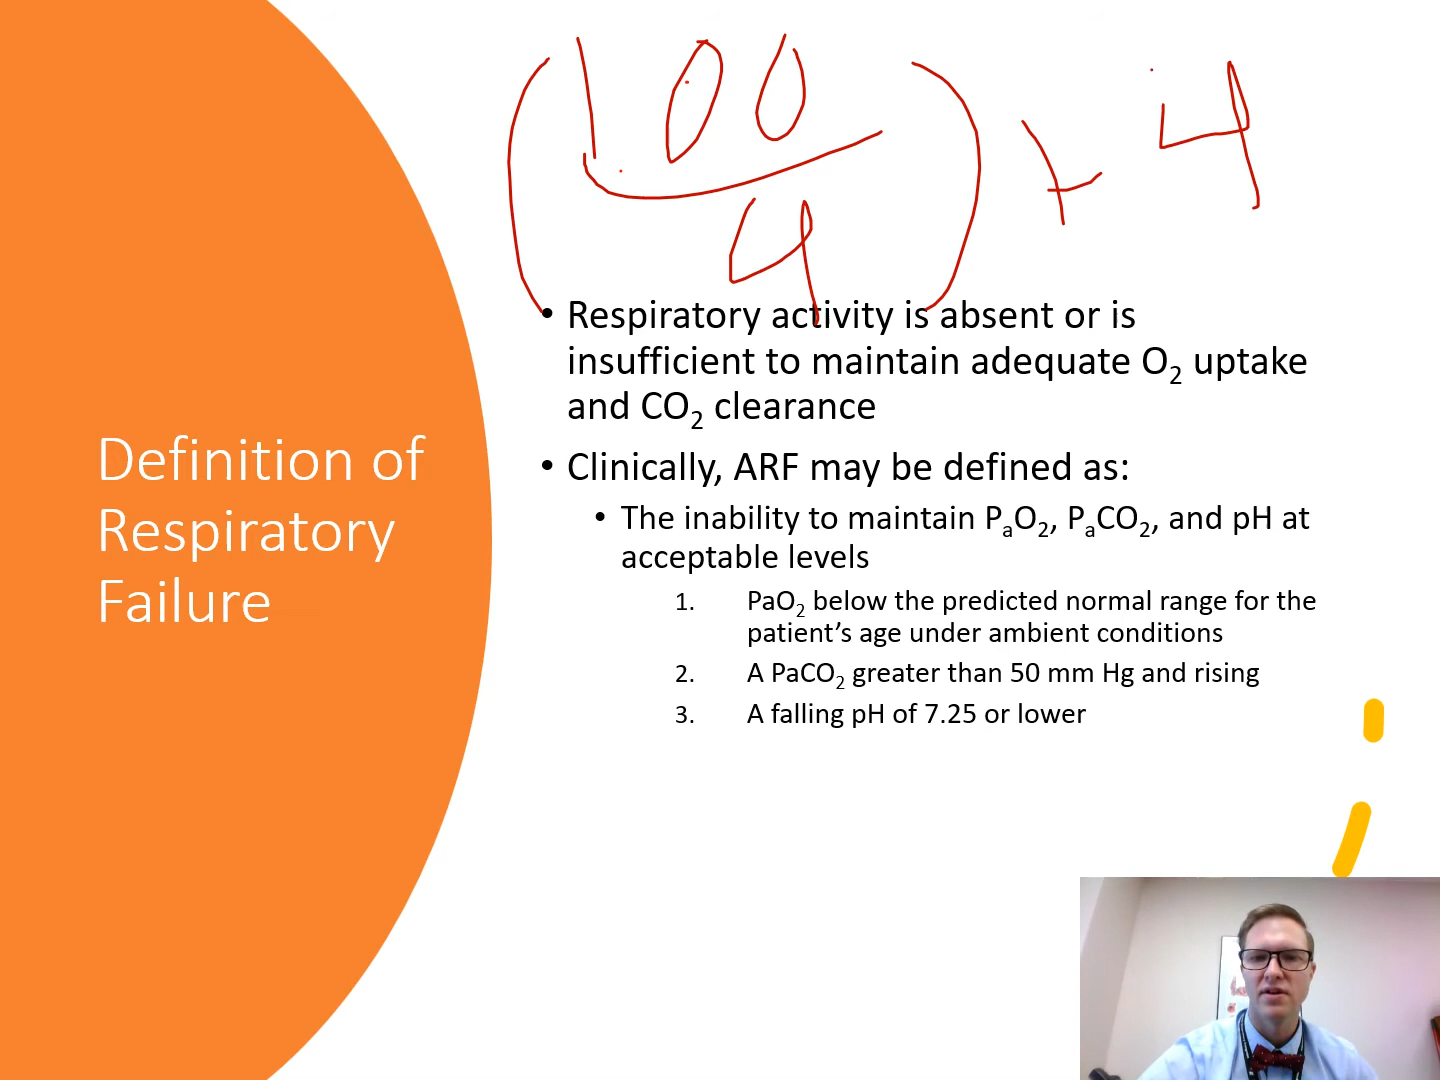 ( 100 ) + 4
4
Definition of
Respiratory
Failure
• Respiratory activity is absent or is
insufficient to maintain adequate O₂ uptake
and CO₂ clearance
• Clinically, ARF may be defined as:
• The inability to maintain PₐO₂, PₐCO₂, and pH at
acceptable levels
1. PaO₂ below the predicted normal range for the
patient’s age under ambient conditions
2. A PaCO₂ greater than 50 mm Hg and rising
3. A falling pH of 7.25 or lower